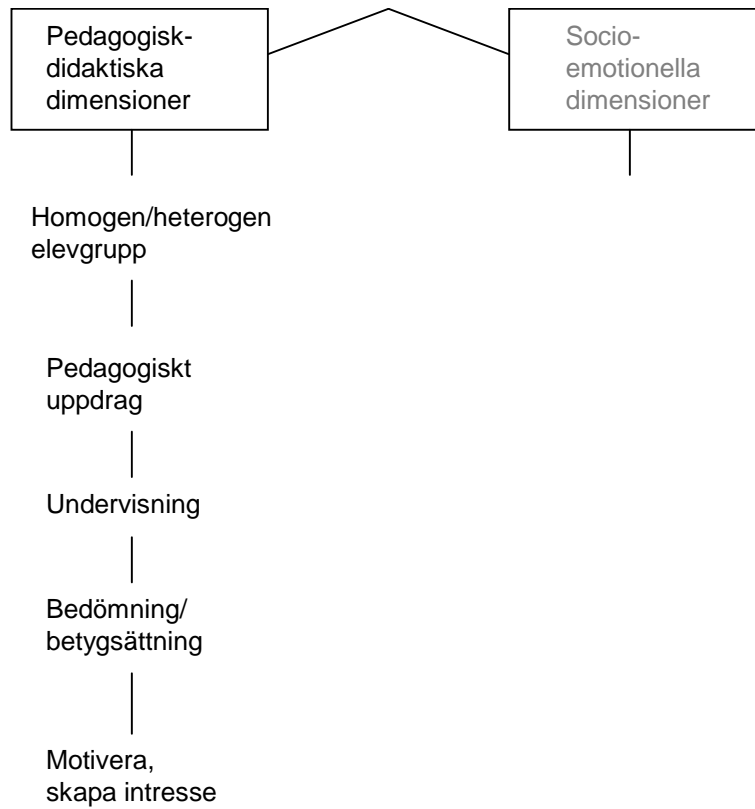 Pedagogisk-
didaktiska
dimensioner
Socio-
emotionella
dimensioner
Homogen/heterogen
elevgrupp
Pedagogiskt
uppdrag
Undervisning
Bedömning/
betygsättning
Motivera,
skapa intresse